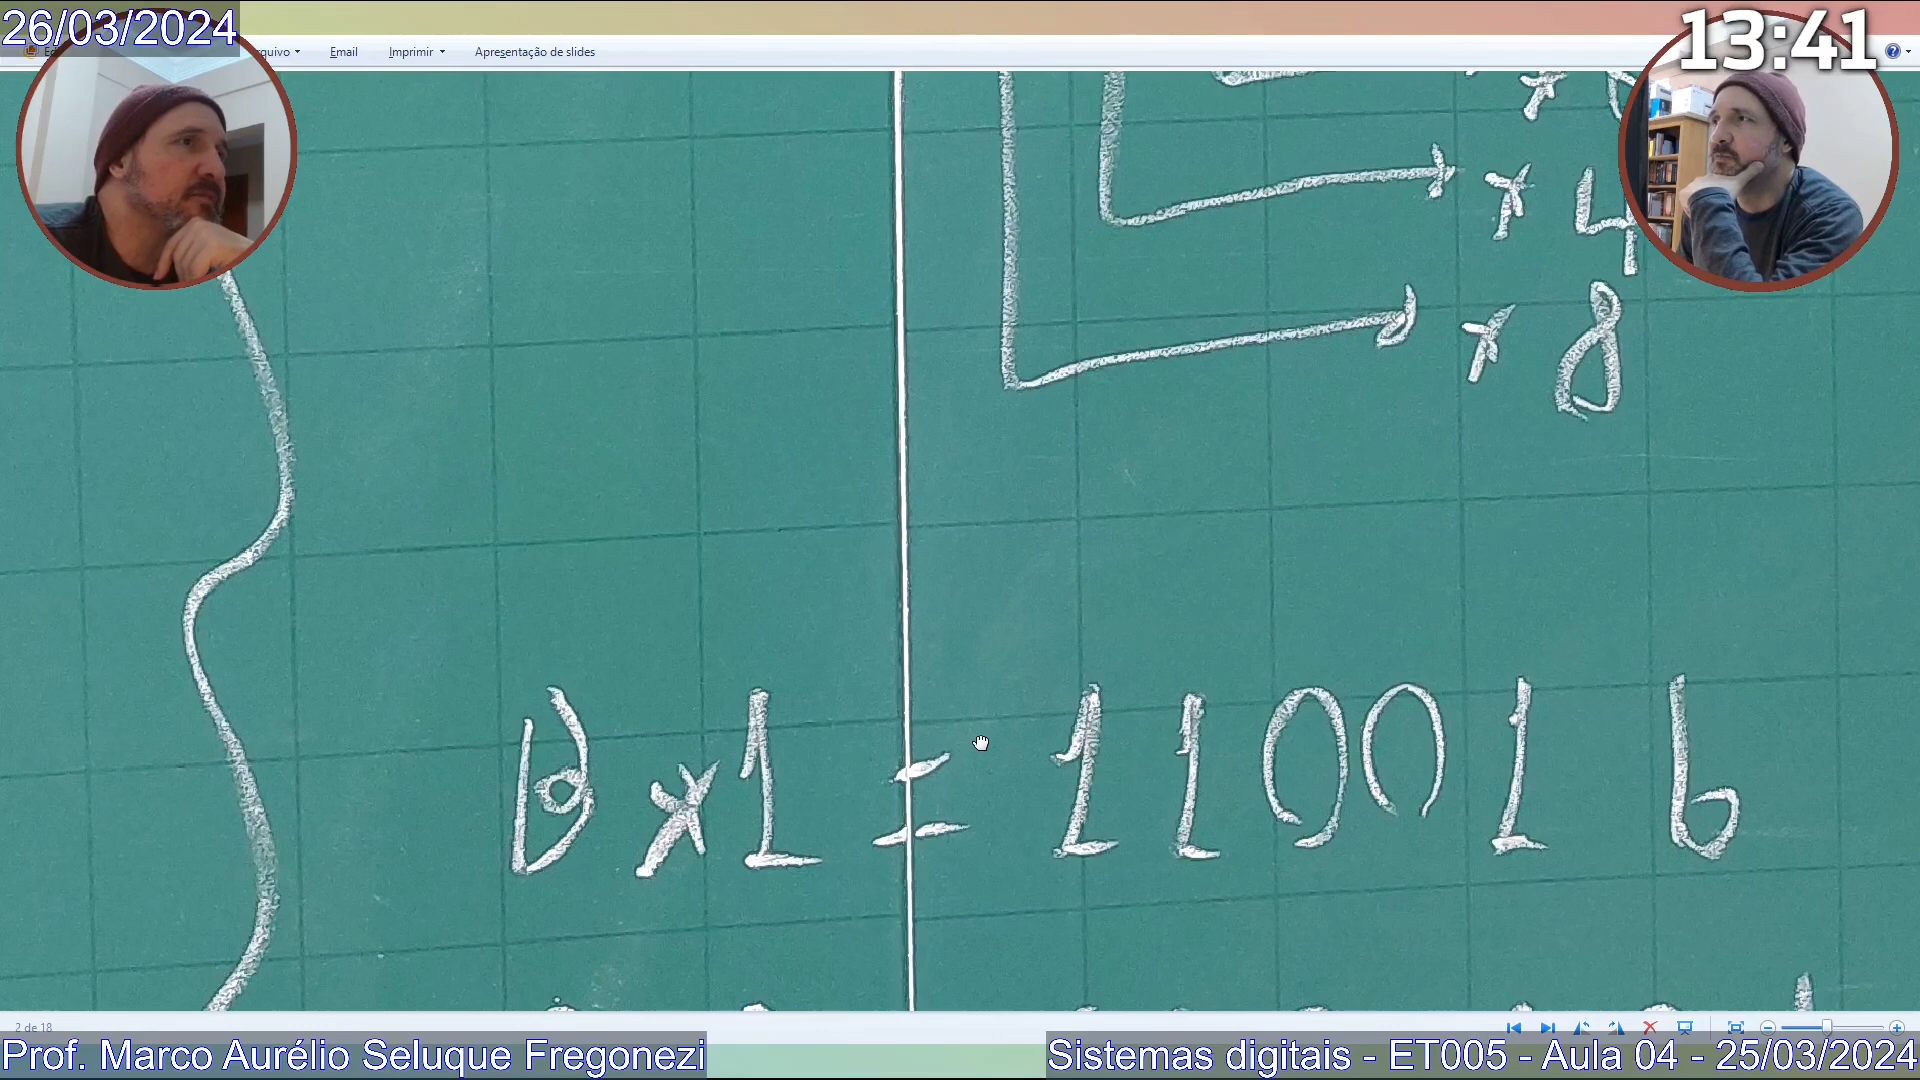 26/03/2024
13:41
Email
Imprimir
Apresentação de slides
* 4
* 8
* 1 = 11001 b
2 de 18
Prof. Marco Aurélio Seluque Fregonezi
Sistemas digitais - ET005 - Aula 04 - 25/03/2024